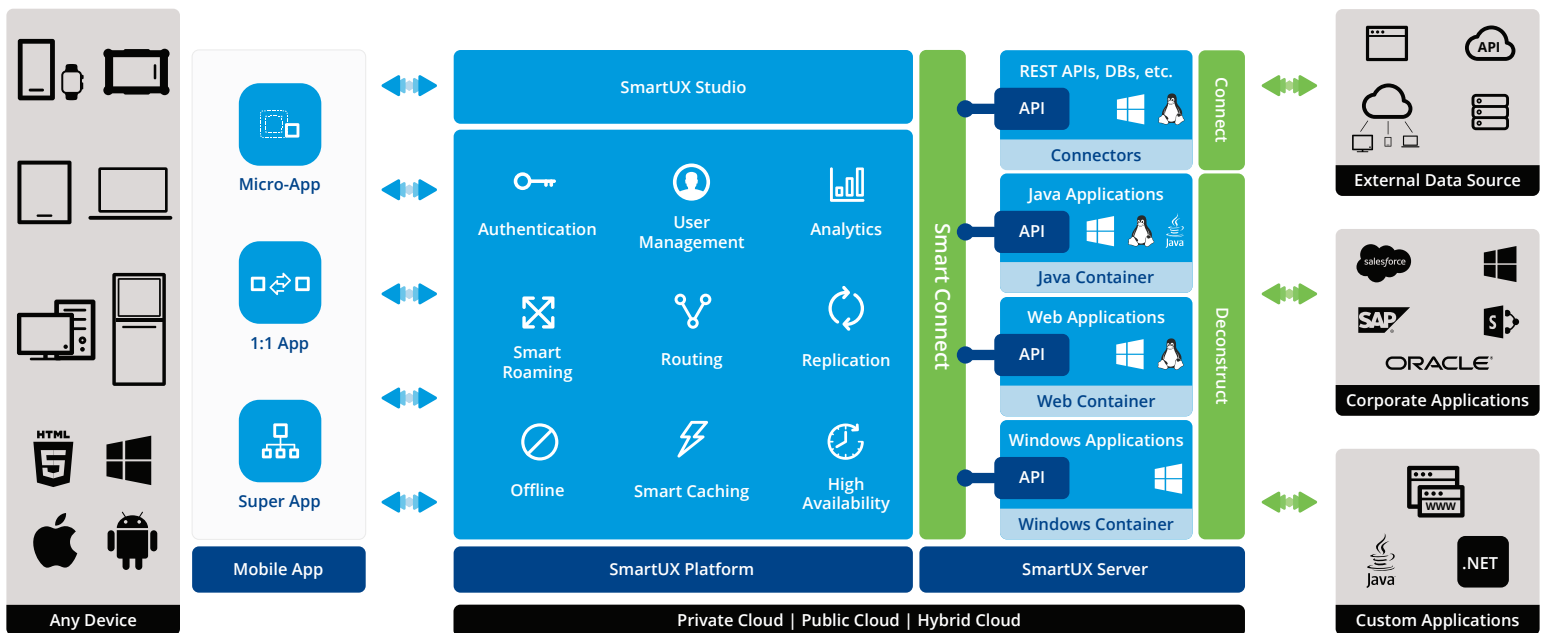 HTML
5
Any Device
Micro-App
1:1 App
Super App
Mobile App
SmartUX Studio
Authentication
User
Management
Analytics
Smart
Roaming
Routing
Replication
Offline
Smart Caching
High
Availability
SmartUX Platform
Smart Connect
REST APIs, DBs, etc.
API
Connectors
Java Applications
API
Java
Java Container
Web Applications
API
Web Container
Windows Applications
API
Windows Container
Connect
Deconstruct
SmartUX Server
Private Cloud | Public Cloud | Hybrid Cloud
API
External Data Source
salesforce
SAP
S
ORACLE
Corporate Applications
WWW
Java
.NET
Custom Applications